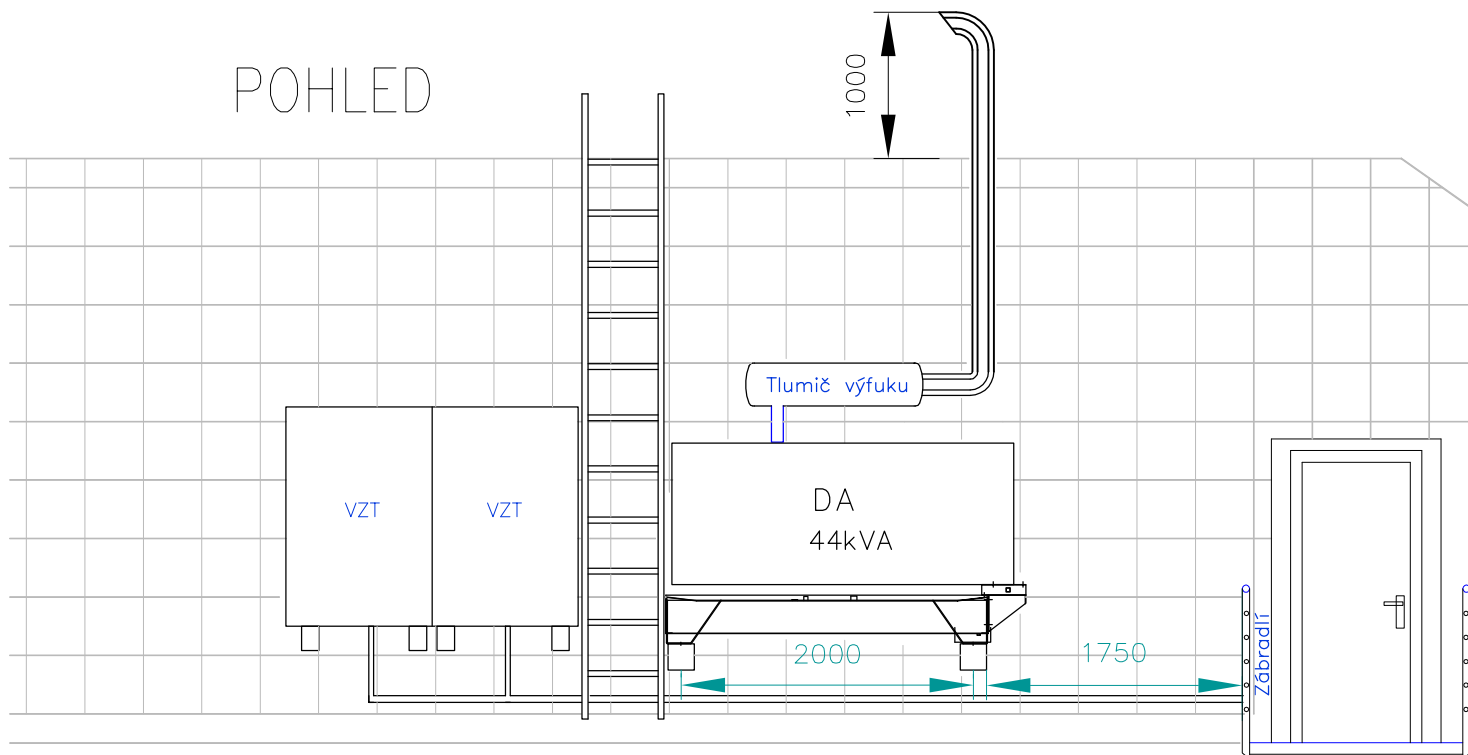 POHLED
1000
Tlumič výfuku
VZT
VZT
DA
44kVA
2000
1750
Zábradlí